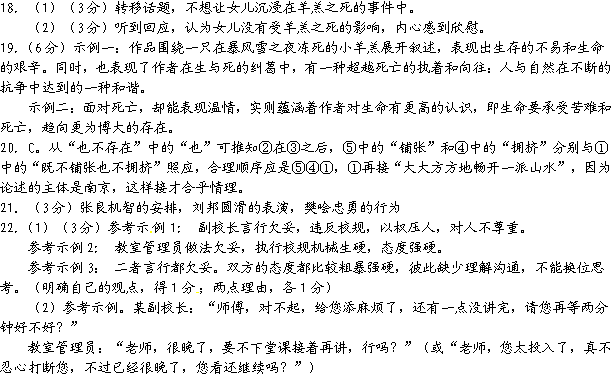 18．（1）（3分）转移话题，不想让女儿沉浸在羊羔之死的事件中。
（2）（3分）听到回应，认为女儿没有受羊羔之死的影响，内心感到欣慰。
19．（6分）示例一：作品围绕一只在暴风雪之夜冻死的小羊羔展开叙述，表现出生存的不易和生命
的艰辛。同时，也表现了作者在生与死的纠葛中，有一种超越死亡的执着和向往：人与自然在不断的
抗争中达到的一种和谐。
示例二：面对死亡，却能表现温情，实则蕴涵着作者对生命有更高的认识，即生命要承受苦难和
死亡，趋向更为博大的存在。
20．C。从“也不存在”中的“也”可推知②在③之后，⑤中的“铺张”和④中的“拥挤”分别与①
中的“既不铺张也不拥挤”照应，合理顺序应是⑤④①，①再接“大大方方地畅开一派山水”，因为
论述的主体是南京，这样接才合乎情理。
21．（3分）张良机智的安排，刘邦圆滑的表演，樊哙忠勇的行为
22．（1）（3分）参考示例1： 副校长言行欠妥，违反校规，以权压人，对人不尊重。
参考示例2： 教室管理员做法欠妥，执行校规机械生硬，态度强硬。
参考示例3： 二者言行都欠妥。双方的态度都比较粗暴强硬，彼此缺少理解沟通，不能换位思
考。（明确自己的观点，得1分；两点理由，各1分）
（2）参考示例。某副校长：“师傅，对不起，给您添麻烦了，还有一点没讲完，请您再等两分
钟好不好？”
教室管理员：“老师，很晚了，要不下堂课接着再讲，行吗？”（或“老师，您太投入了，真不
忍心打断您，不过已经很晚了，您看还继续吗？”）